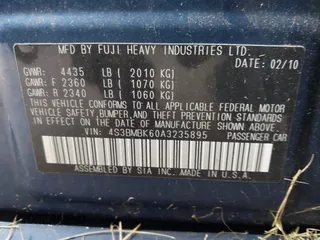 MFD BY FUJI HEAVY INDUSTRIES LTD. 02/10
GVWR: 4435 LB ( 2010 KG)
GAWR: F 2360 LB ( 1070 KG)
GAWR: R 2340 LB ( 1060 KG)
THIS VEHICLE CONFORMS TO ALL APPLICABLE FEDERAL MOTOR
VEHICLE SAFETY, BUMPER, AND THEFT PREVENTION STANDARDS
IN EFFECT ON THE DATE OF MANUFACTURE SHOWN ABOVE.
VIN: 4S3BMBK60A3235895 PASSENGER CAR
ASSEMBLED BY SIA INC. MADE IN U.S.A.